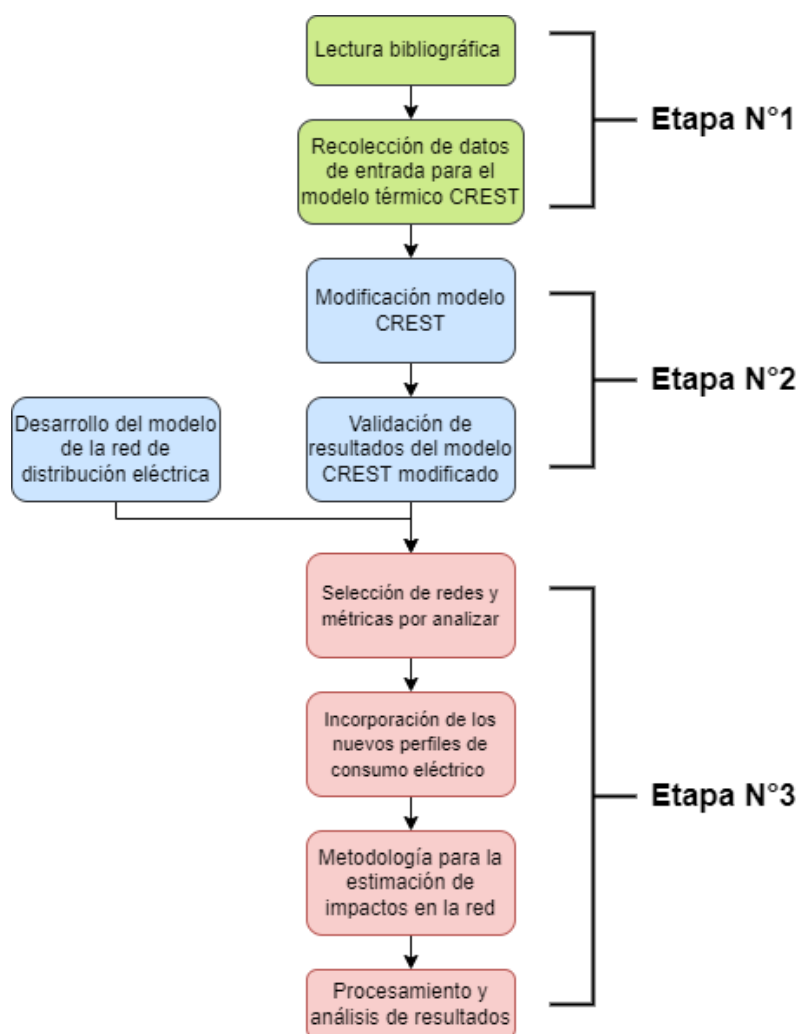 Lectura bibliográfica
Etapa N°1
Recolección de datos
de entrada para el
modelo térmico CREST
Modificación modelo
CREST
Etapa N°2
Desarrollo del modelo
de la red de
distribución eléctrica
Validación de
resultados del modelo
CREST modificado
Selección de redes y
métricas por analizar
Incorporación de los
nuevos perfiles de
consumo eléctrico
Etapa N°3
Metodología para la
estimación de
impactos en la red
Procesamiento y
análisis de resultados